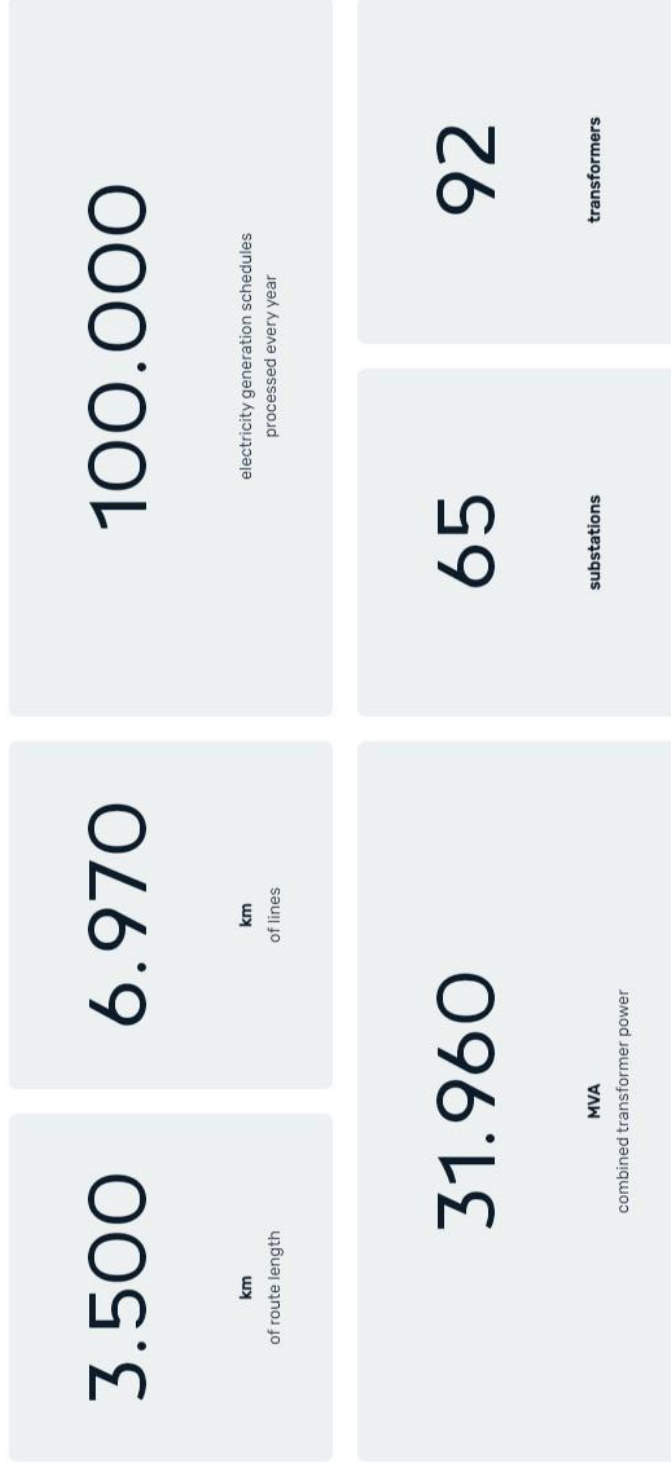 3.500
km
of route length
6.970
km
of lines
100.000
electricity generation schedules
processed every year
31.960
MVA
combined transformer power
65
substations
92
transformers